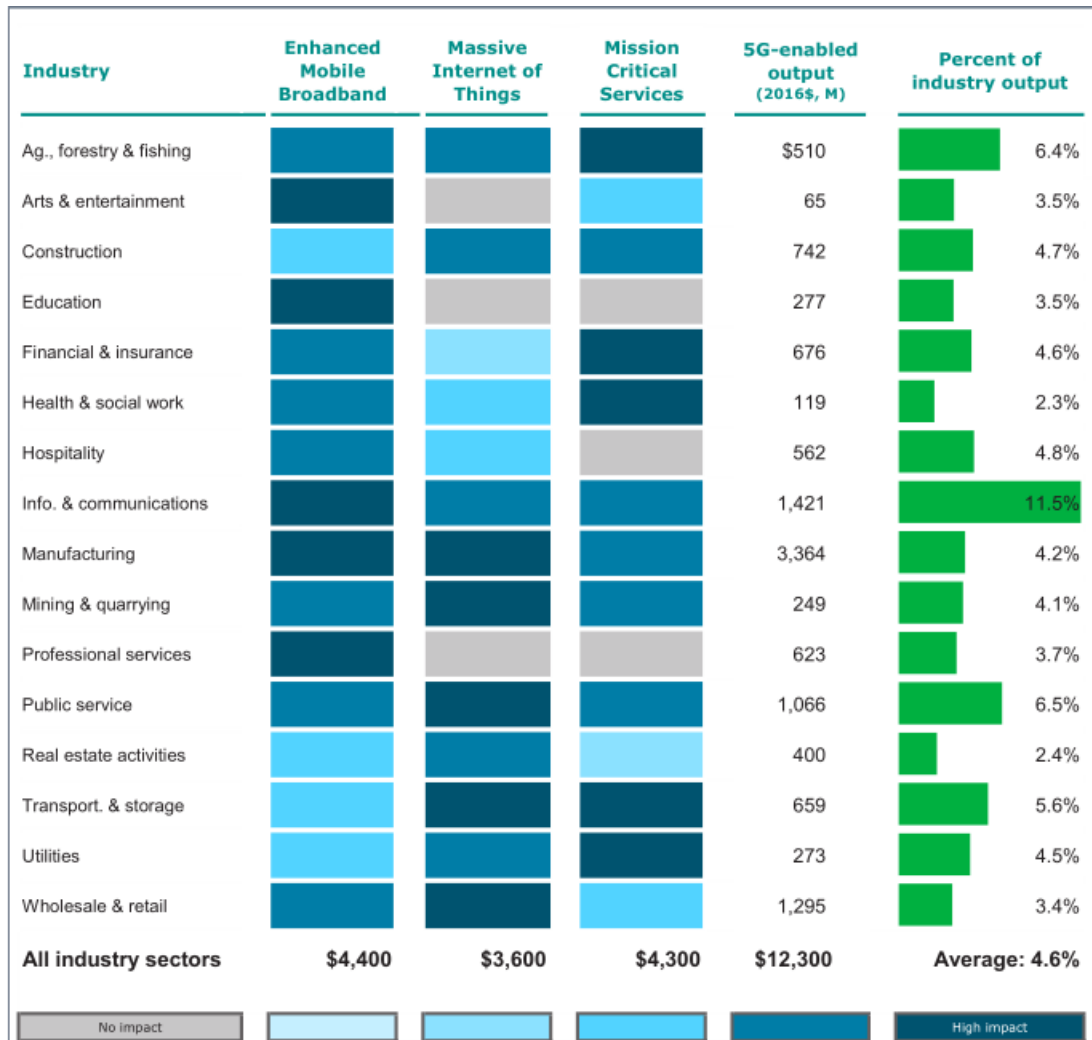 Industry
Enhanced
Mobile
Broadband
Massive
Internet of
Things
Mission
Critical
Services
5G-enabled
output
(2016$, M)
Percent of
industry output
Ag., forestry & fishing $510 6.4%
Arts & entertainment 65 3.5%
Construction 742 4.7%
Education 277 3.5%
Financial & insurance 676 4.6%
Health & social work 119 2.3%
Hospitality 562 4.8%
Info. & communications 1,421 11.5%
Manufacturing 3,364 4.2%
Mining & quarrying 249 4.1%
Professional services 623 3.7%
Public service 1,066 6.5%
Real estate activities 400 2.4%
Transport. & storage 659 5.6%
Utilities 273 4.5%
Wholesale & retail 1,295 3.4%
All industry sectors $4,400 $3,600 $4,300 $12,300 Average: 4.6%
No impact High impact